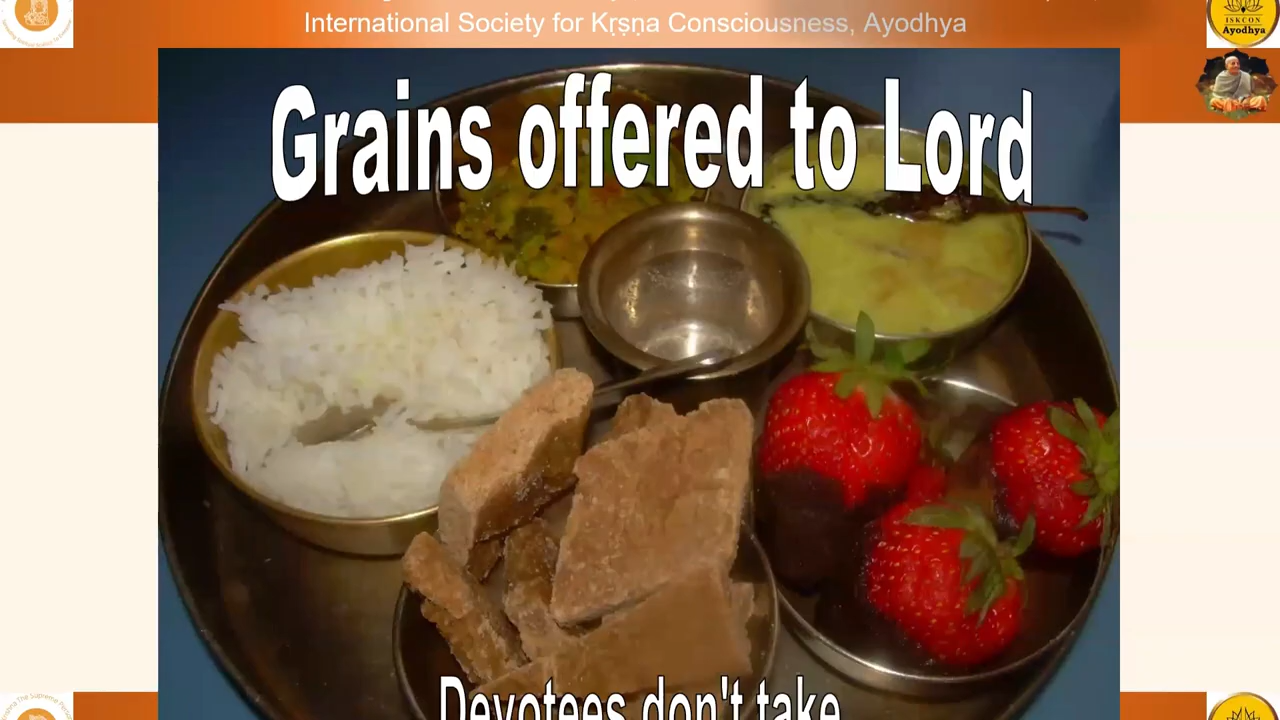 International Society for Kṛṣṇa Consciousness, Ayodhya
ISKCON
Ayodhya
Grains offered to Lord
Devotees don't take